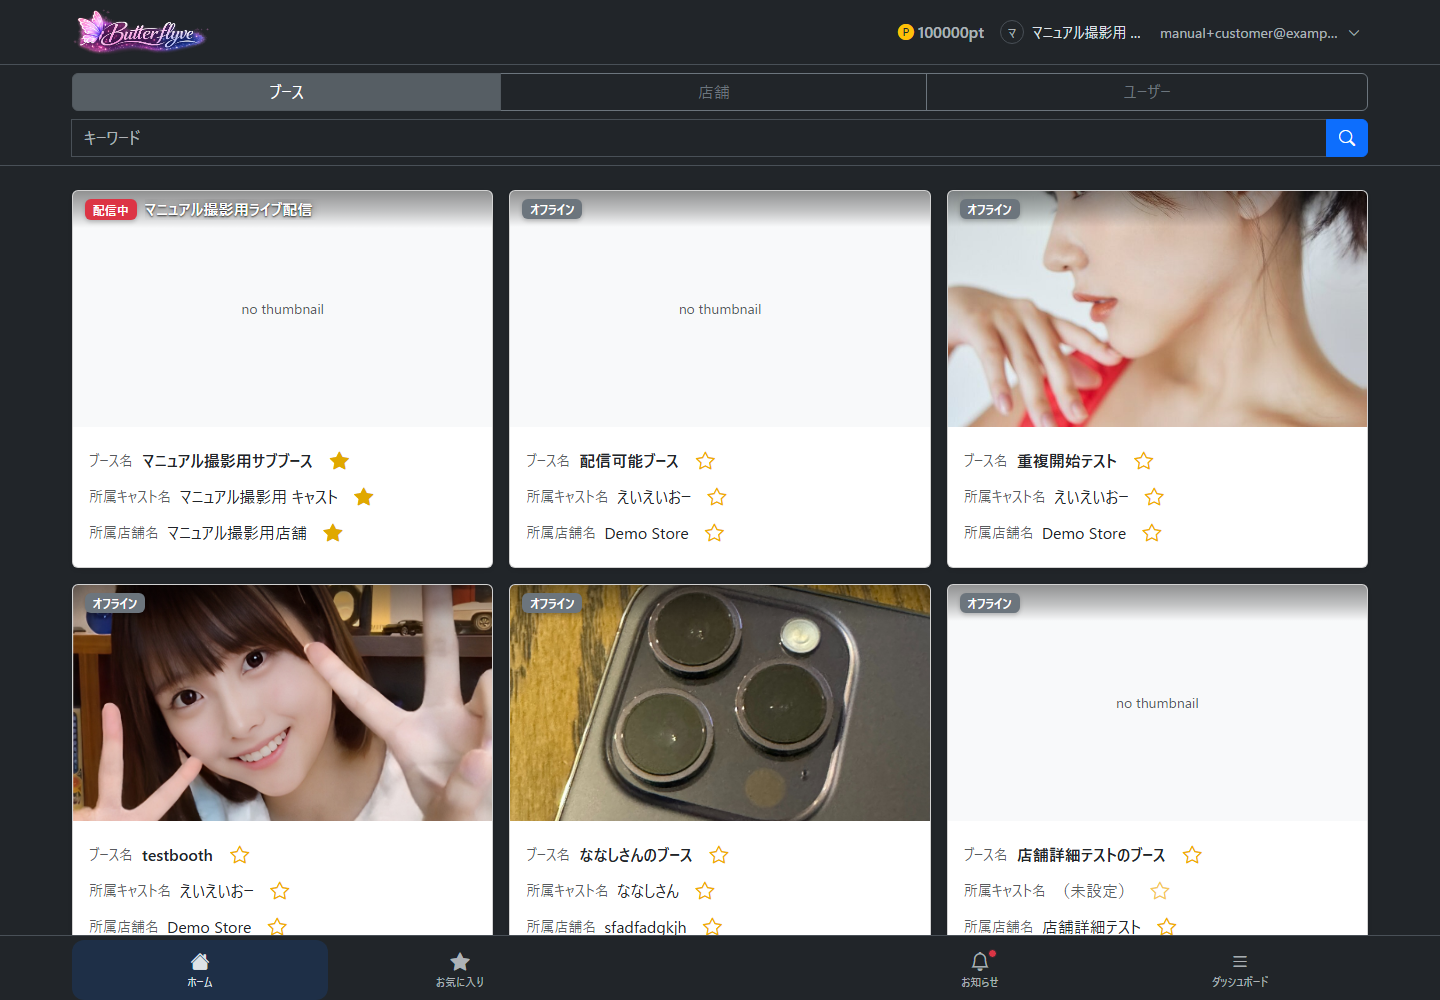 Butterflyve
P 100000pt マ マニュアル撮影用 ... manual+customer@examp...
ブース 店舗 ユーザー
キーワード
配信中 マニュアル撮影用ライブ配信
no thumbnail
ブース名 マニュアル撮影用サブブース
所属キャスト名 マニュアル撮影用 キャスト
所属店舗名 マニュアル撮影用店舗
オフライン
no thumbnail
ブース名 配信可能ブース
所属キャスト名 えいえいおー
所属店舗名 Demo Store
オフライン
ブース名 重複開始テスト
所属キャスト名 えいえいおー
所属店舗名 Demo Store
オフライン
ブース名 testbooth
所属キャスト名 えいえいおー
所属店舗名 Demo Store
オフライン
ブース名 ななしさんのブース
所属キャスト名 ななしさん
所属店舗名 sfadfadgkjh
オフライン
no thumbnail
ブース名 店舗詳細テストのブース
所属キャスト名 （未設定）
所属店舗名 店舗詳細テスト
ホーム お気に入り お知らせ ダッシュボード